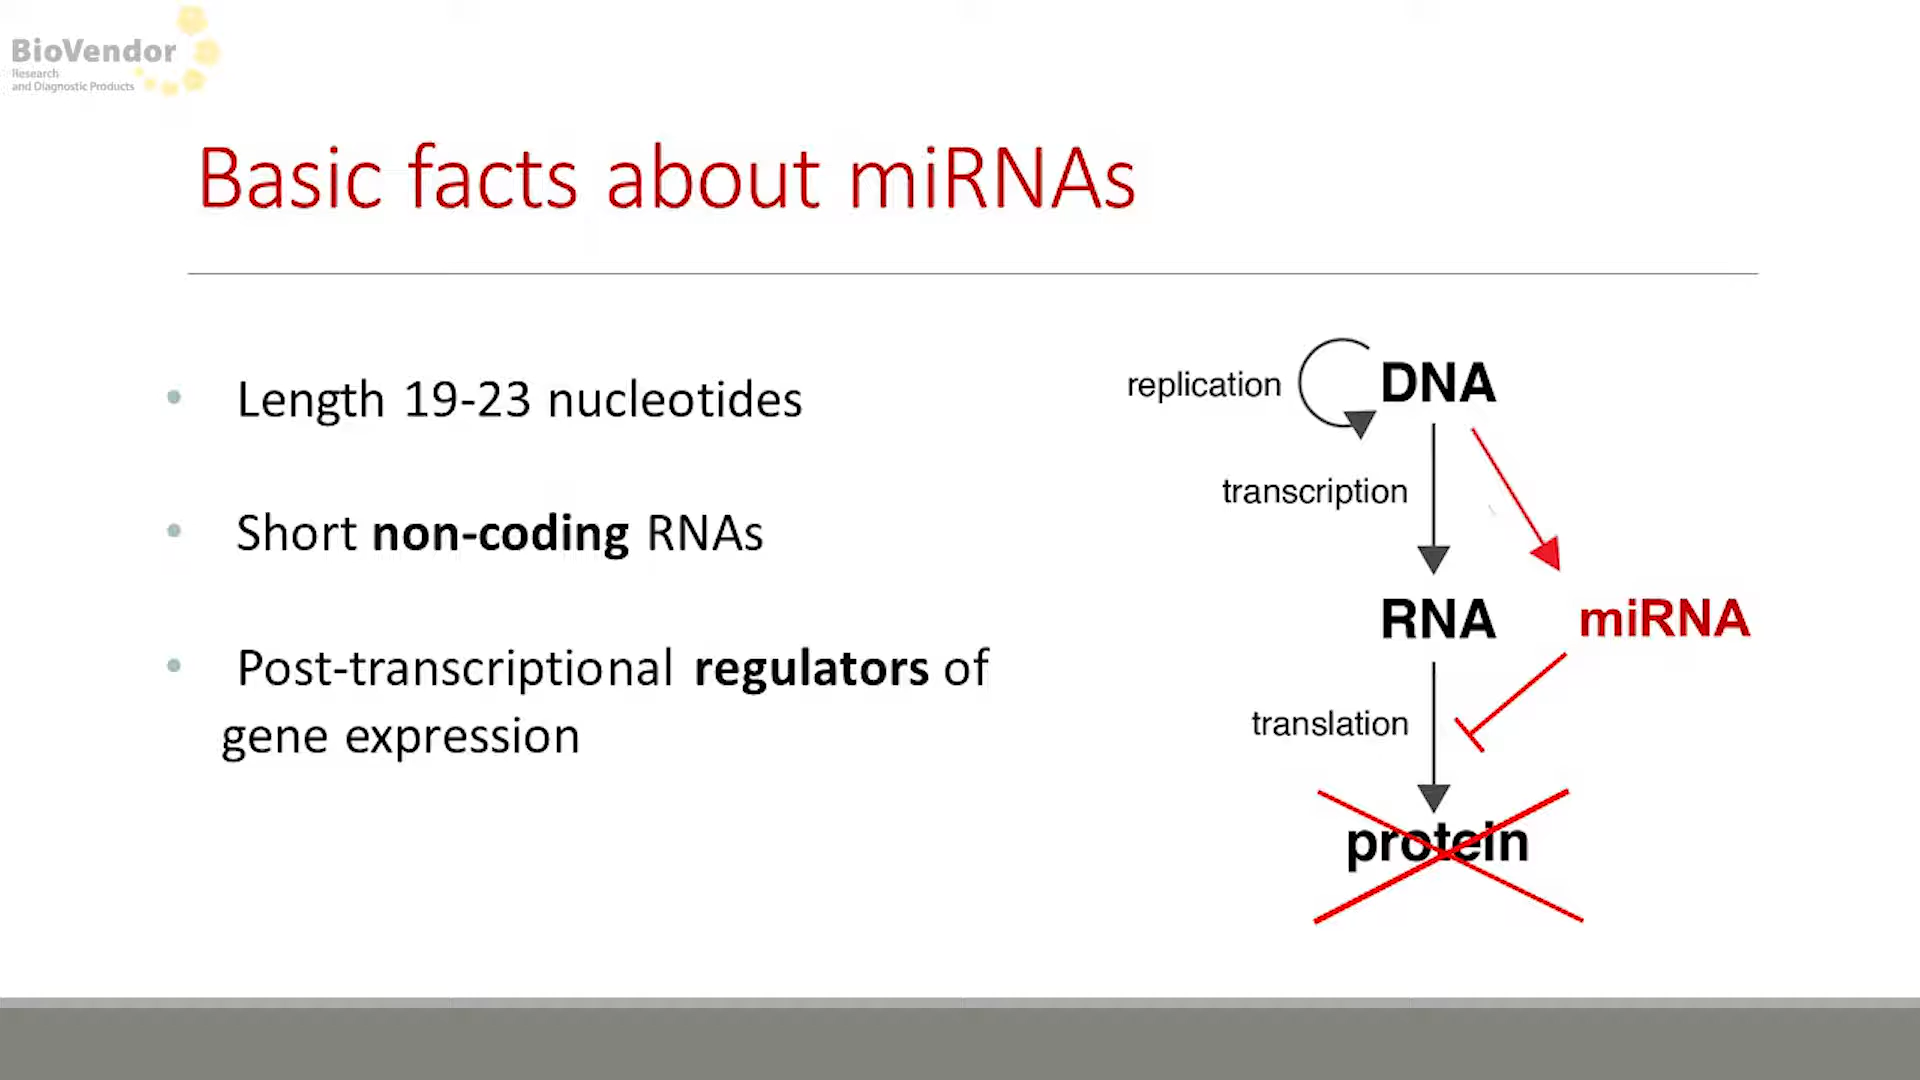 BioVendor
Research
and Diagnostic Products
Basic facts about miRNAs
• Length 19-23 nucleotides
• Short non-coding RNAs
• Post-transcriptional regulators of
gene expression
replication
DNA
transcription
RNA
miRNA
translation
protein